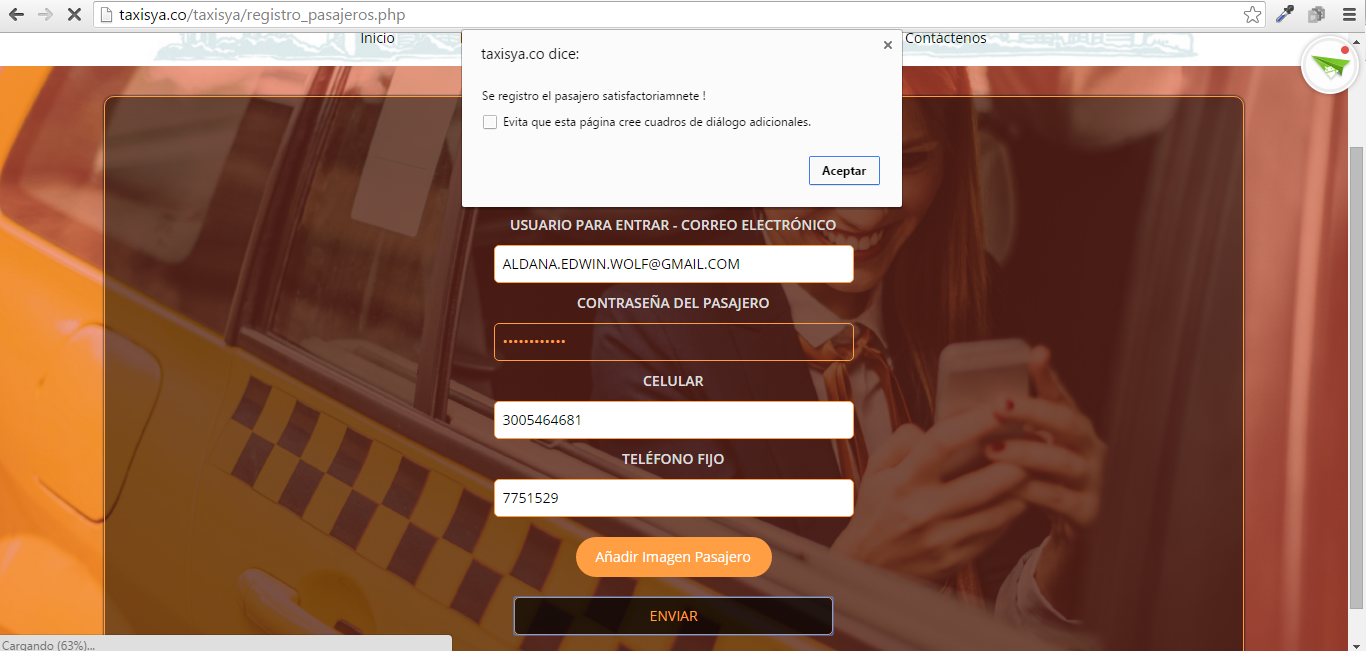 taxisya.co/taxisya/registro_pasajeros.php
Inicio
Contáctenos
taxisya.co dice:
Se registro el pasajero satisfactoriamnete !
Evita que esta página cree cuadros de diálogo adicionales.
Aceptar
USUARIO PARA ENTRAR - CORREO ELECTRÓNICO
ALDANA.EDWIN.WOLF@GMAIL.COM
CONTRASEÑA DEL PASAJERO
••••••••••••
CELULAR
3005464681
TELÉFONO FIJO
7751529
Añadir Imagen Pasajero
ENVIAR
Cargando (63%)...